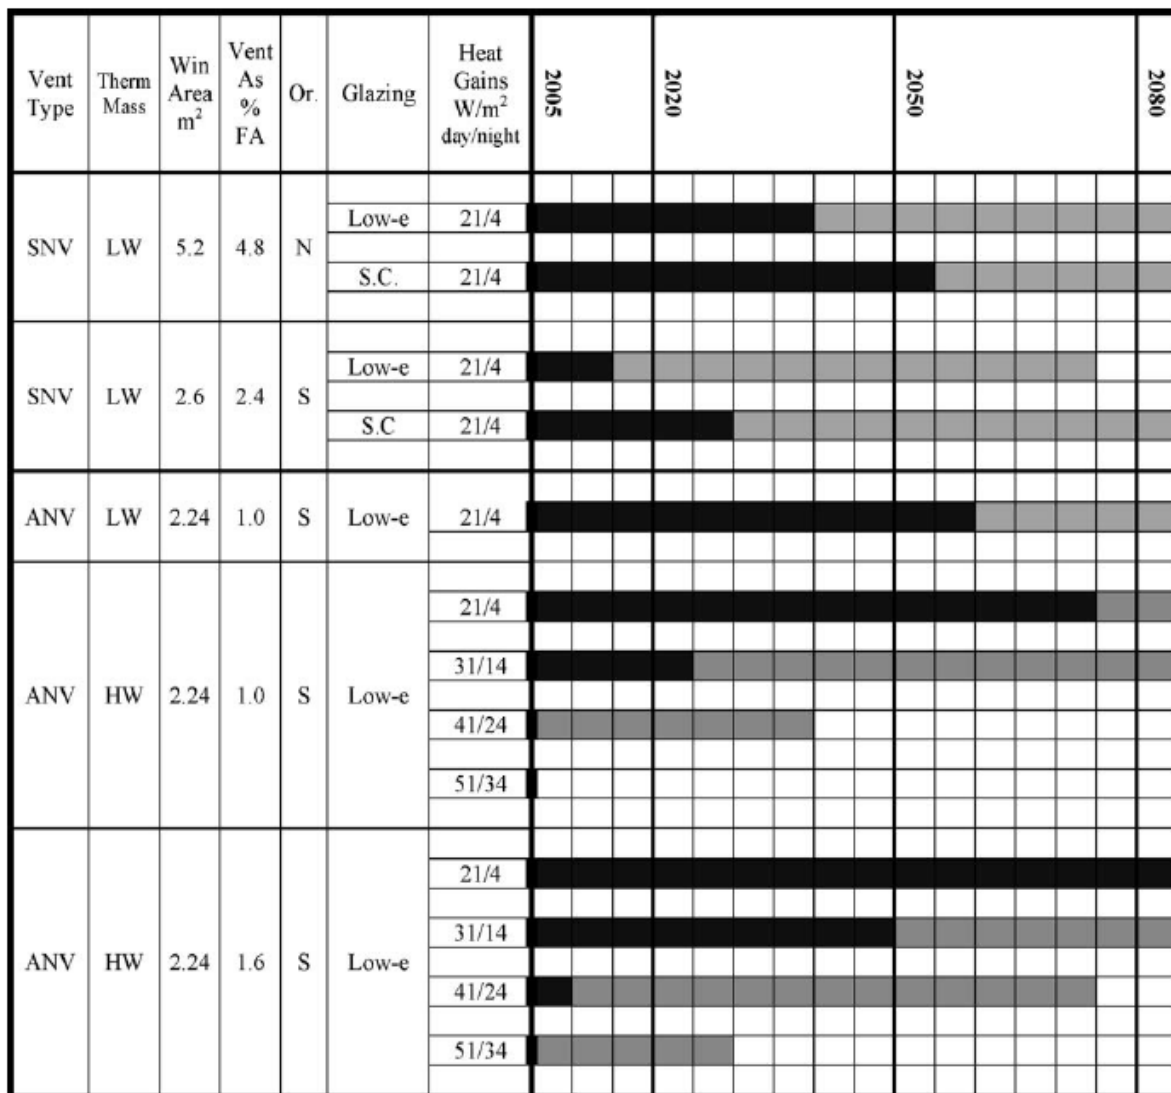 Vent Type Therm Mass Win Area m² Vent As % FA Or. Glazing Heat Gains W/m² day/night 2005 2020 2050 2080
Low-e 21/4
SNV LW 5.2 4.8 N
S.C. 21/4
Low-e 21/4
SNV LW 2.6 2.4 S
S.C 21/4
ANV LW 2.24 1.0 S Low-e 21/4
21/4
31/14
ANV HW 2.24 1.0 S Low-e
41/24
51/34
21/4
31/14
ANV HW 2.24 1.6 S Low-e
41/24
51/34